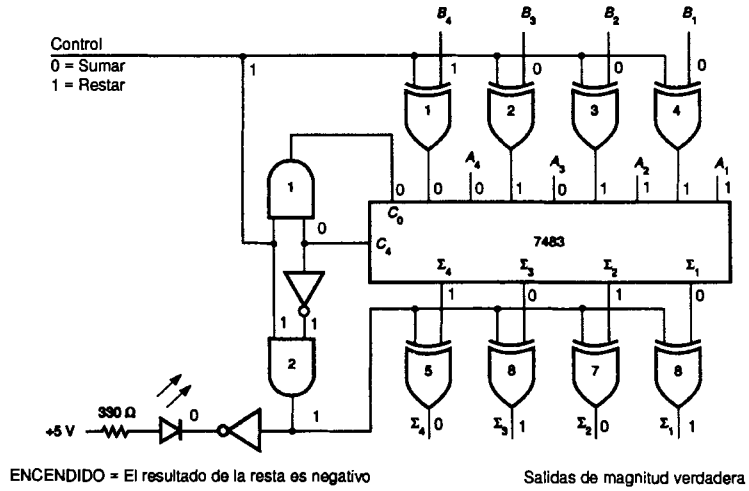 B4 B3 B2 B1
Control
0 = Sumar
1 = Restar
1 1 0 0 0
1 2 3 4
A4 A3 A2 A1
1
0 0 0 1 0 1 1 1 1
C0
0
C4
7483
Σ4 Σ3 Σ2 Σ1
1 0 1 0
1 1
2
5 6 7 8
330 Ω
0
1
+5 V
Σ4 0 Σ3 1 Σ2 0 Σ1 1
ENCENDIDO = El resultado de la resta es negativo
Salidas de magnitud verdadera